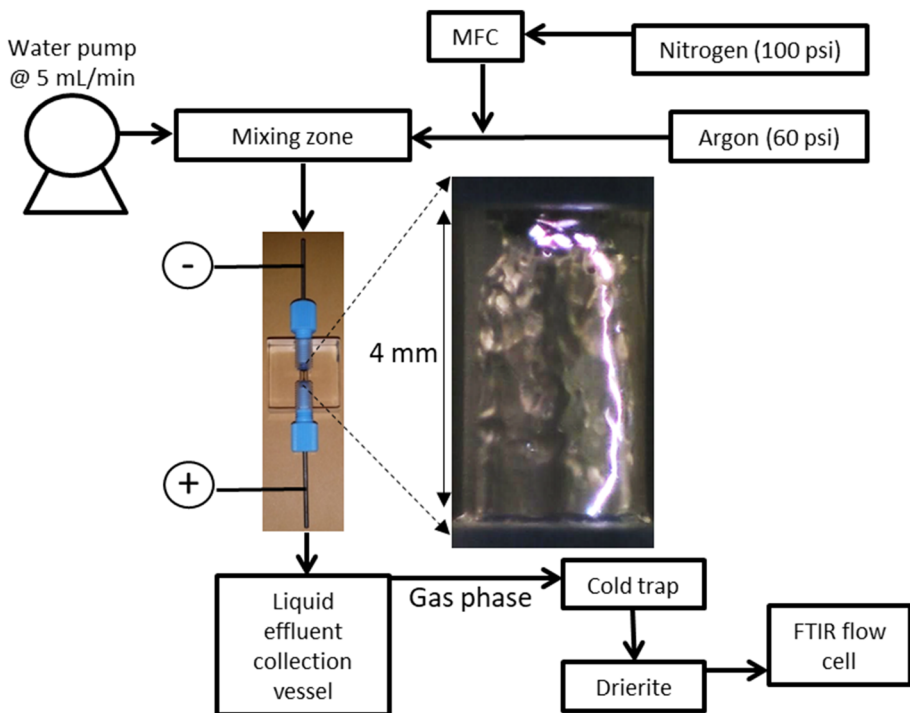 Water pump
@ 5 mL/min
MFC
Nitrogen (100 psi)
Mixing zone
Argon (60 psi)
-
4 mm
+
Liquid
effluent
collection
vessel
Gas phase
Cold trap
Drierite
FTIR flow
cell